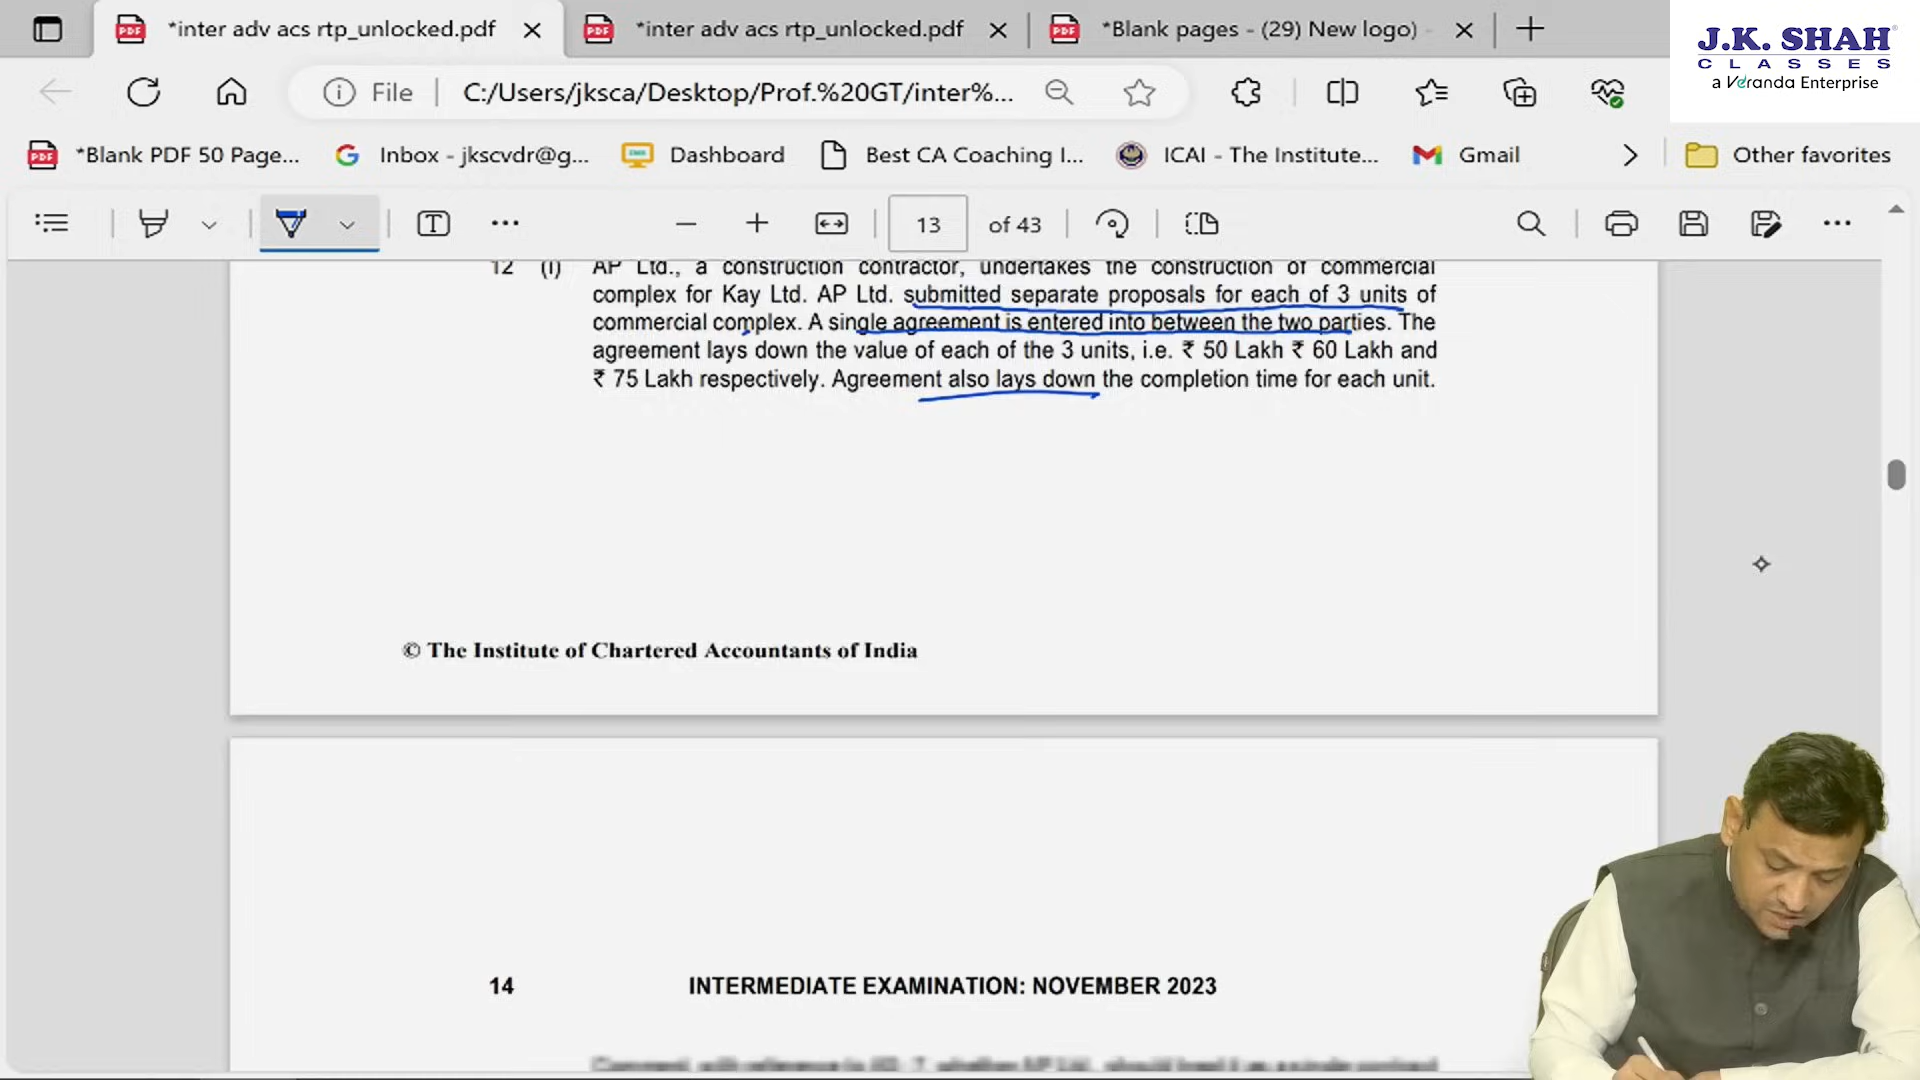 *inter adv acs rtp_unlocked.pdf
*inter adv acs rtp_unlocked.pdf
*Blank pages - (29) New logo)
J.K. SHAH
CLASSES
a Veranda Enterprise
File
C:/Users/jksca/Desktop/Prof.%20GT/inter%...
*Blank PDF 50 Page...
Inbox - jkscvdr@g...
Dashboard
Best CA Coaching I...
ICAI - The Institute...
Gmail
Other favorites
13 of 43
12 (i) AP Ltd., a construction contractor, undertakes the construction of commercial
complex for Kay Ltd. AP Ltd. submitted separate proposals for each of 3 units of
commercial complex. A single agreement is entered into between the two parties. The
agreement lays down the value of each of the 3 units, i.e. ₹ 50 Lakh ₹ 60 Lakh and
₹ 75 Lakh respectively. Agreement also lays down the completion time for each unit.
© The Institute of Chartered Accountants of India
14 INTERMEDIATE EXAMINATION: NOVEMBER 2023